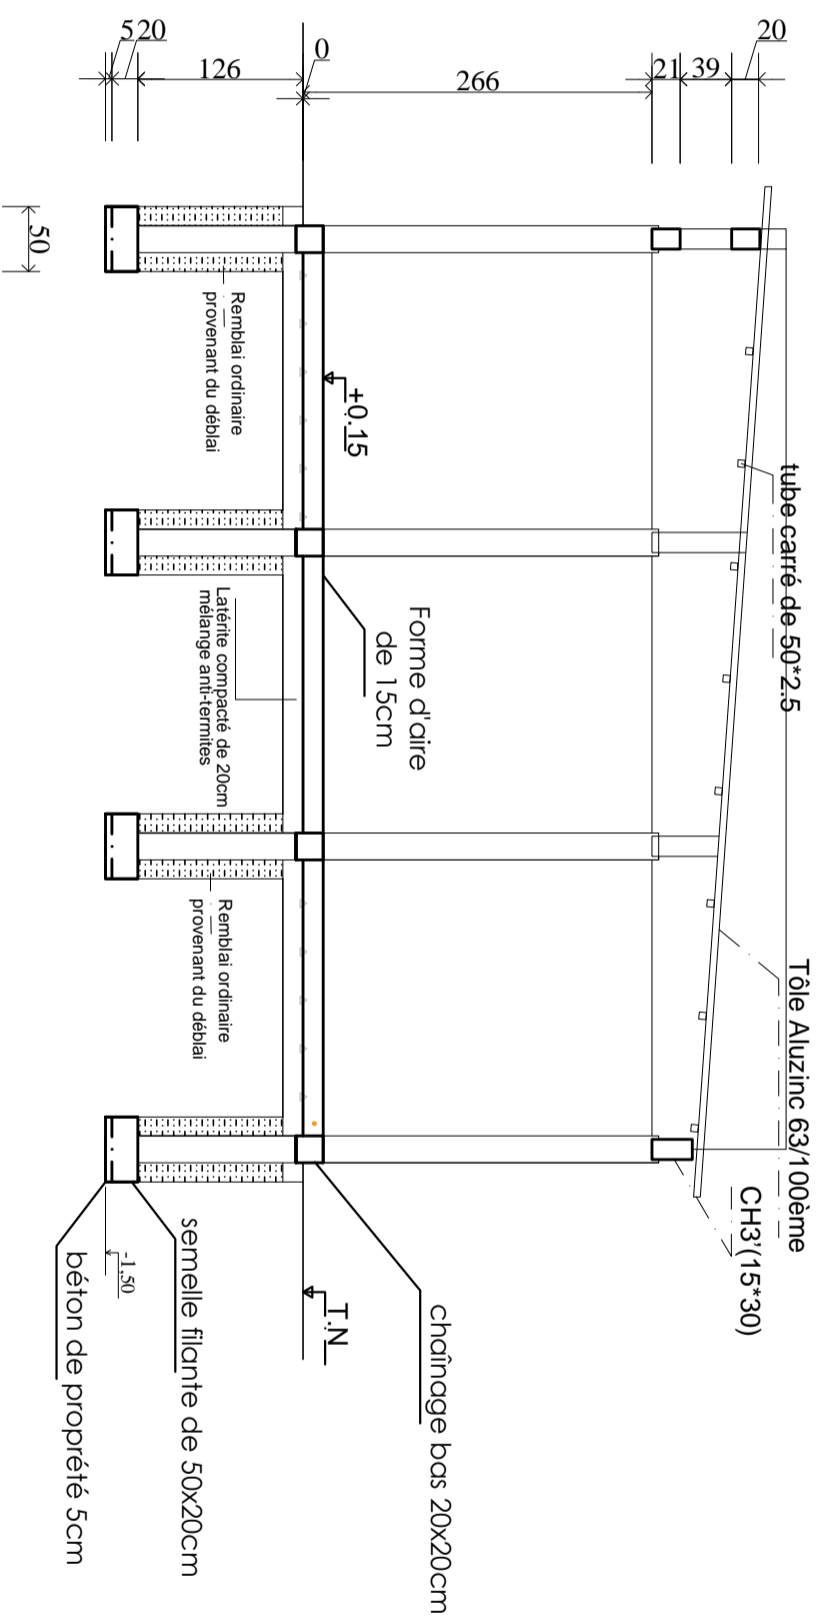 20
39
21
266
0
126
20
5
50
tube carré de 50*2.5
Tôle Aluzinc 63/100ème
CH3'(15*30)
+0.15
Forme d'aire
de 15cm
T.N
chaînage bas 20x20cm
Remblai ordinaire
provenant du déblai
Latérite compacté de 20cm
mélange anti-termites
Remblai ordinaire
provenant du déblai
-1,50
semelle filante de 50x20cm
béton de proprété 5cm